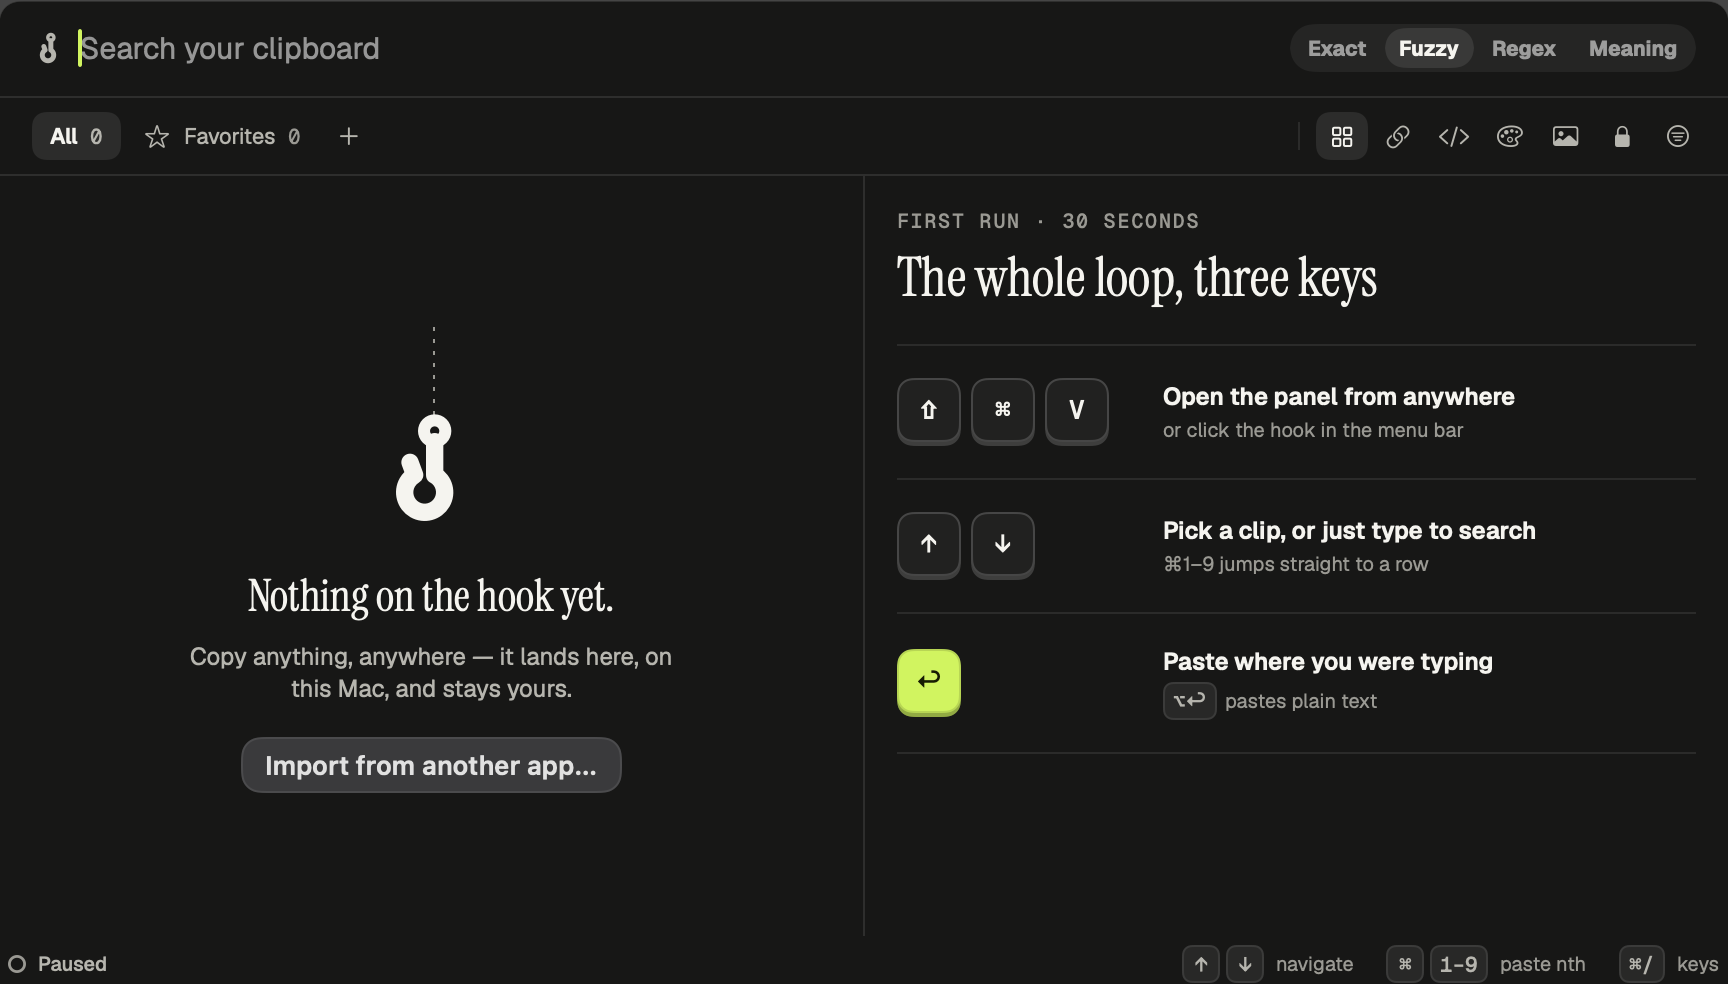 Search your clipboard
Exact Fuzzy Regex Meaning
All 0 Favorites 0 +
Nothing on the hook yet.
Copy anything, anywhere — it lands here, on
this Mac, and stays yours.
Import from another app...
FIRST RUN · 30 SECONDS
The whole loop, three keys
⇧ ⌘ V
Open the panel from anywhere
or click the hook in the menu bar
↑ ↓
Pick a clip, or just type to search
⌘1–9 jumps straight to a row
↩
Paste where you were typing
⌥↩ pastes plain text
Paused
↑ ↓ navigate ⌘ 1-9 paste nth ⌘/ keys